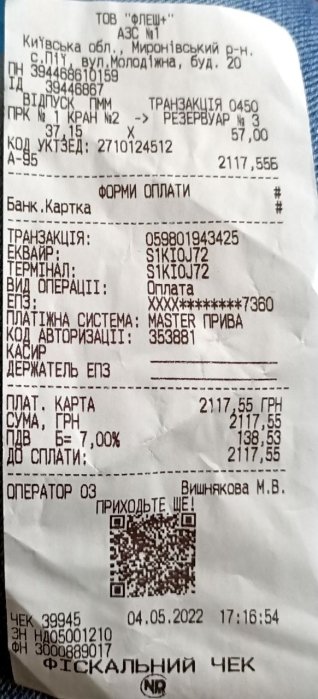 ТОВ "ФЛЕШ+"
АЗС №1
Київська обл., Миронівський р-н.
с.Пії, вул.Молодіжна, буд. 20
ПН 394468610159
ІД 39446867
ВІДПУСК ПММ ТРАНЗАКЦІЯ 0450
ПРК № 1 КРАН №2 -> РЕЗЕРВУАР № 3
37,15 X 57,00
КОД УКТЗЕД: 2710124512
А-95 2117,55Б
ФОРМИ ОПЛАТИ #
Банк.Картка #
ТРАНЗАКЦІЯ: 059801943425
ЕКВАЙР: S1KIOJ72
ТЕРМІНАЛ: S1KIOJ72
ВИД ОПЕРАЦІЇ: Оплата
ЕПЗ: XXXX********7360
ПЛАТІЖНА СИСТЕМА: MASTER ПРИВА
КОД АВТОРИЗАЦІЇ: 353881
КАСИР
ДЕРЖАТЕЛЬ ЕПЗ
ПЛАТ. КАРТА 2117,55 ГРН
СУМА, ГРН 2117,55
ПДВ Б= 7,00% 138,53
ДО СПЛАТИ: 2117,55
ОПЕРАТОР 03 Вишнякова М.В.
ПРИХОДЬТЕ ЩЕ!
ЧЕК 39945 04.05.2022 17:16:54
ЗН НД05001210
ФН 3000889017
ФІСКАЛЬНИЙ ЧЕК